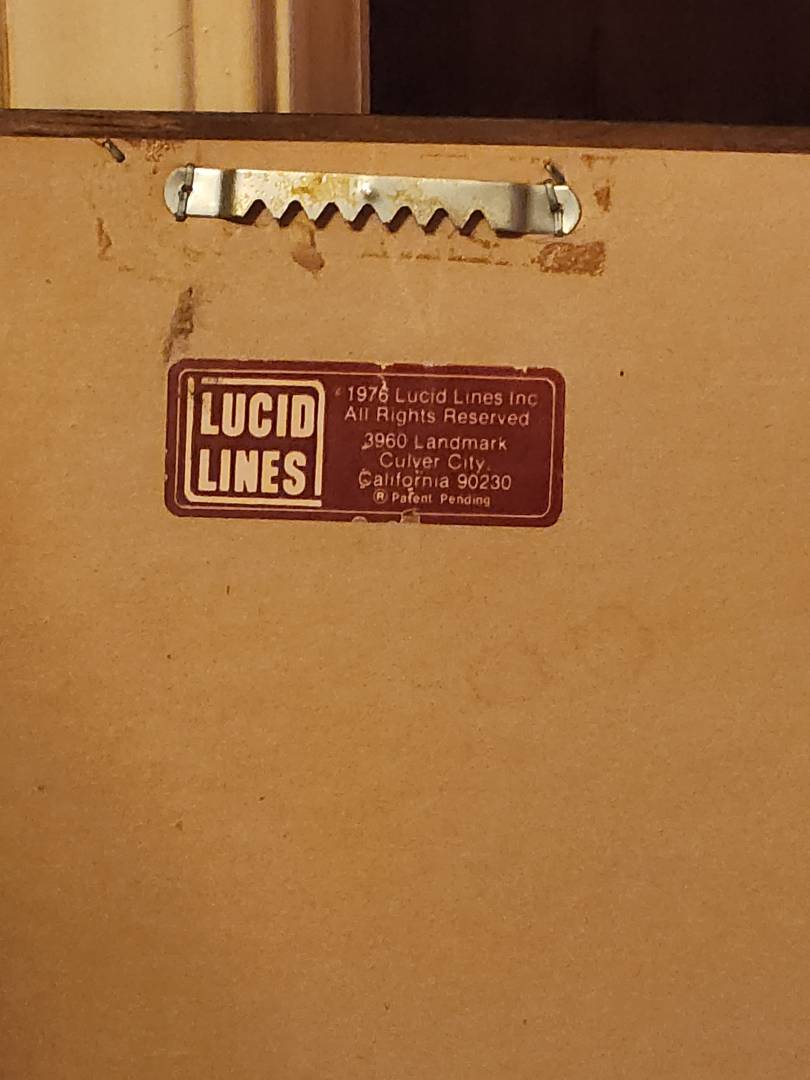 LUCID
LINES
1976 Lucid Lines Inc
All Rights Reserved
3960 Landmark
Culver City,
California 90230
® Patent Pending